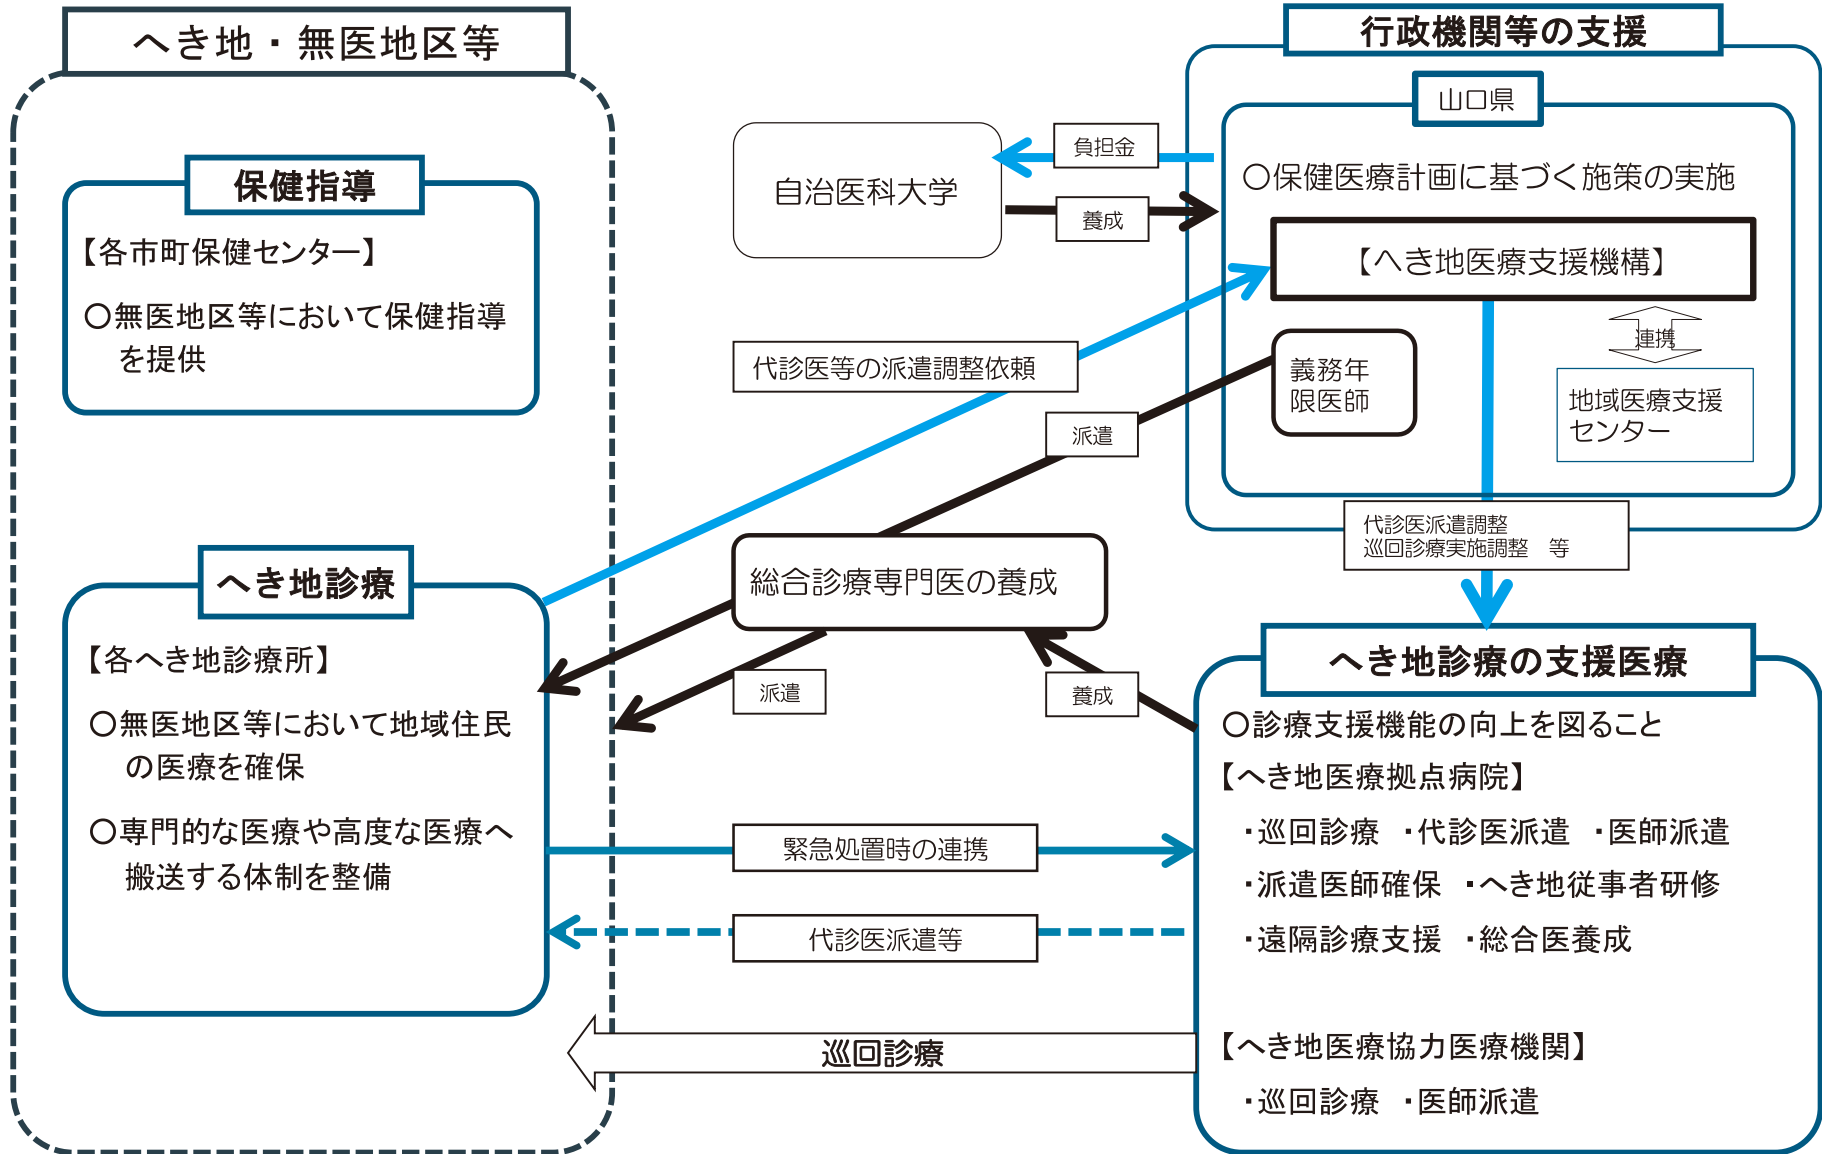 へき地・無医地区等
保健指導
【各市町保健センター】
〇無医地区等において保健指導
を提供
へき地診療
【各へき地診療所】
〇無医地区等において地域住民
の医療を確保
〇専門的な医療や高度な医療へ
搬送する体制を整備
自治医科大学
負担金
養成
代診医等の派遣調整依頼
派遣
総合診療専門医の養成
派遣
養成
緊急処置時の連携
代診医派遣等
巡回診療
行政機関等の支援
山口県
〇保健医療計画に基づく施策の実施
【へき地医療支援機構】
連携
義務年
限医師
地域医療支援
センター
代診医派遣調整
巡回診療実施調整　等
へき地診療の支援医療
〇診療支援機能の向上を図ること
【へき地医療拠点病院】
・巡回診療　・代診医派遣　・医師派遣
・派遣医師確保　・へき地従事者研修
・遠隔診療支援　・総合医養成
【へき地医療協力医療機関】
・巡回診療　・医師派遣